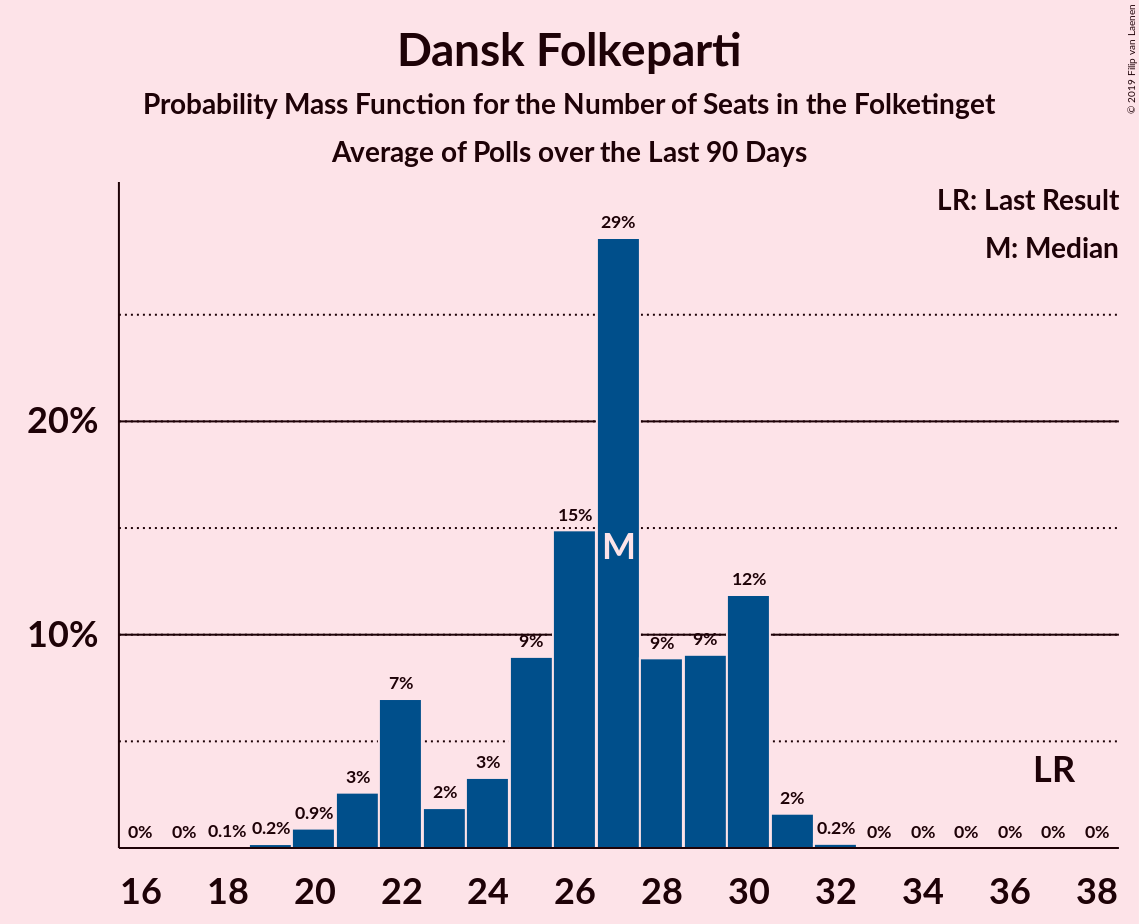 Dansk Folkeparti
Probability Mass Function for the Number of Seats in the Folketinget
Average of Polls over the Last 90 Days
© 2019 Filip van Laenen
LR: Last Result
M: Median
20%
10%
0% 0% 0.1% 0.2% 0.9% 3% 7% 2% 3% 9% 15% 29% 9% 9% 12% 2% 0.2% 0% 0% 0% 0% 0% 0%
M
LR
16 18 20 22 24 26 28 30 32 34 36 38